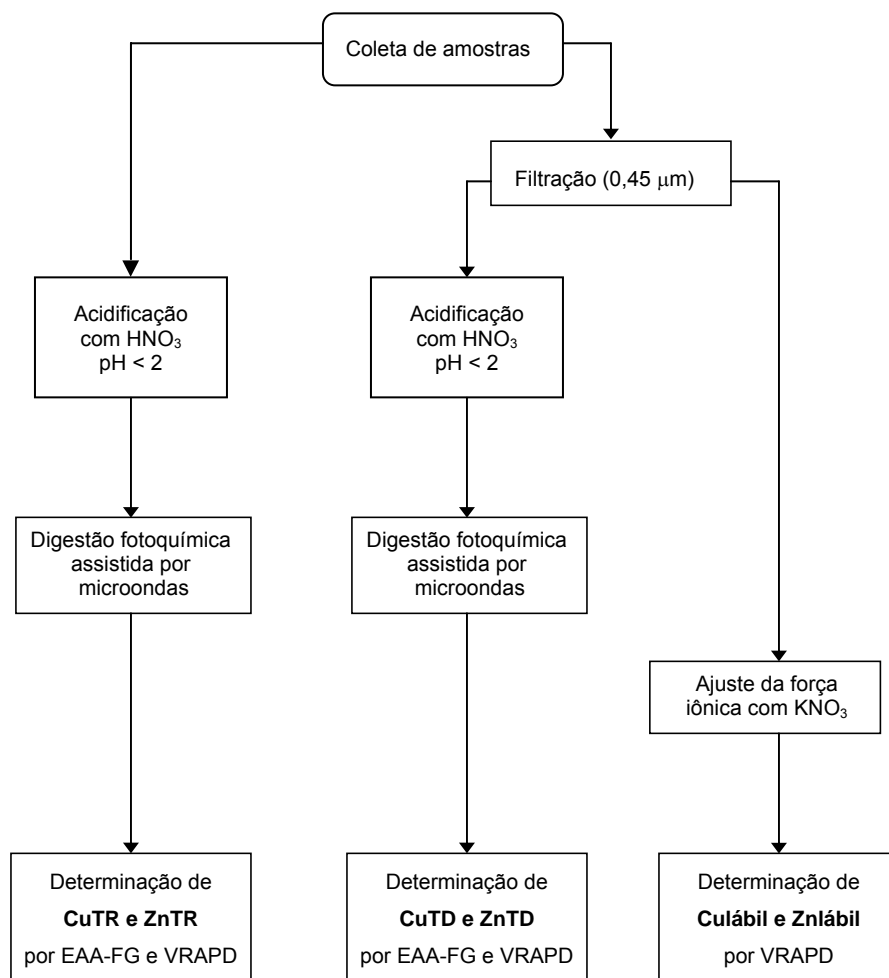 Coleta de amostras
Filtração (0,45 μm)
Acidificação
com HNO₃
pH < 2
Acidificação
com HNO₃
pH < 2
Digestão fotoquímica
assistida por
microondas
Digestão fotoquímica
assistida por
microondas
Ajuste da força
iônica com KNO₃
Determinação de
CuTR e ZnTR
por EAA-FG e VRAPD
Determinação de
CuTD e ZnTD
por EAA-FG e VRAPD
Determinação de
Culábil e Znlábil
por VRAPD